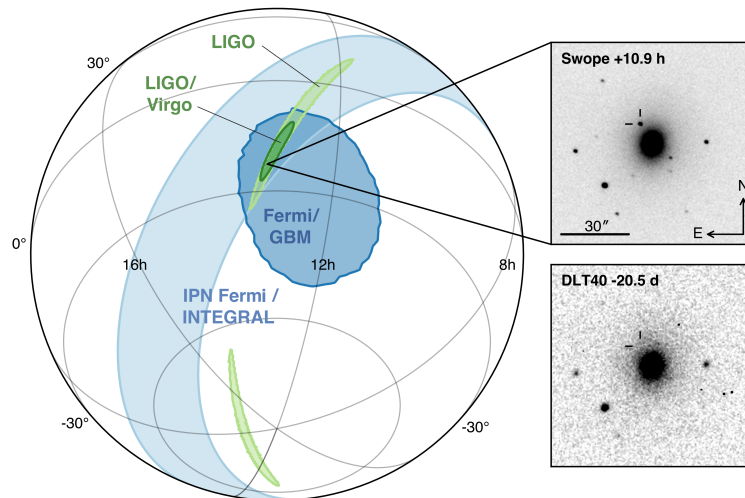 LIGO
LIGO/
Virgo
30°
0°
16h
12h
8h
Fermi/
GBM
IPN Fermi /
INTEGRAL
-30°
-30°
Swope +10.9 h
30"
N
E
DLT40 -20.5 d